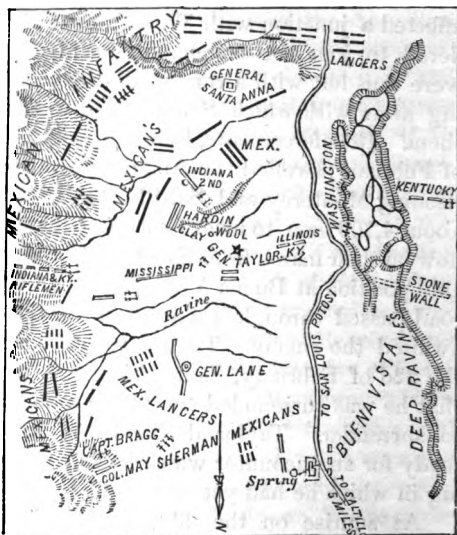 INFANTRY
LANCERS
GENERAL
SANTA ANNA
MEXICAN
MEXICAN'S
MEX.
INDIANA
2ND
WASHINGTON
KENTUCKY
HARDIN
CLAY WOOL
GEN. TAYLOR. KY.
ILLINOIS
INDIANA & KY.
RIFLEMEN
MISSISSIPPI
STONE
WALL
Ravine
TO SAN LOUIS POTOSI
GEN. LANE
BUENA VISTA
DEEP RAVINES
MEXICANS
MEX. LANCERS
CAPT. BRAGG
COL. MAY SHERMAN MEXICANS
Spring
TO SALTILLO
5 MILES
N